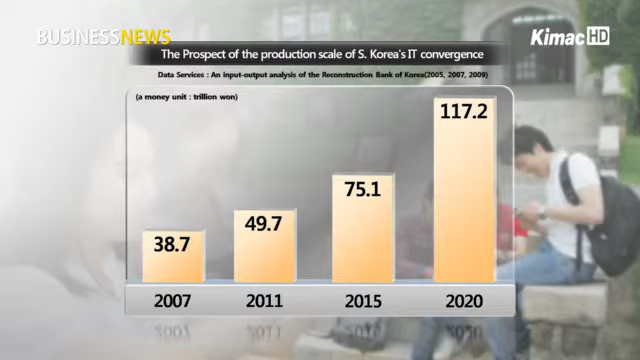 BUSINESSNEWS
KimacHD
The Prospect of the production scale of S. Korea's IT convergence
Data Services : An input-output analysis of the Reconstruction Bank of Korea(2005, 2007, 2009)
(a money unit : trillion won)
117.2
75.1
49.7
38.7
2007 2011 2015 2020